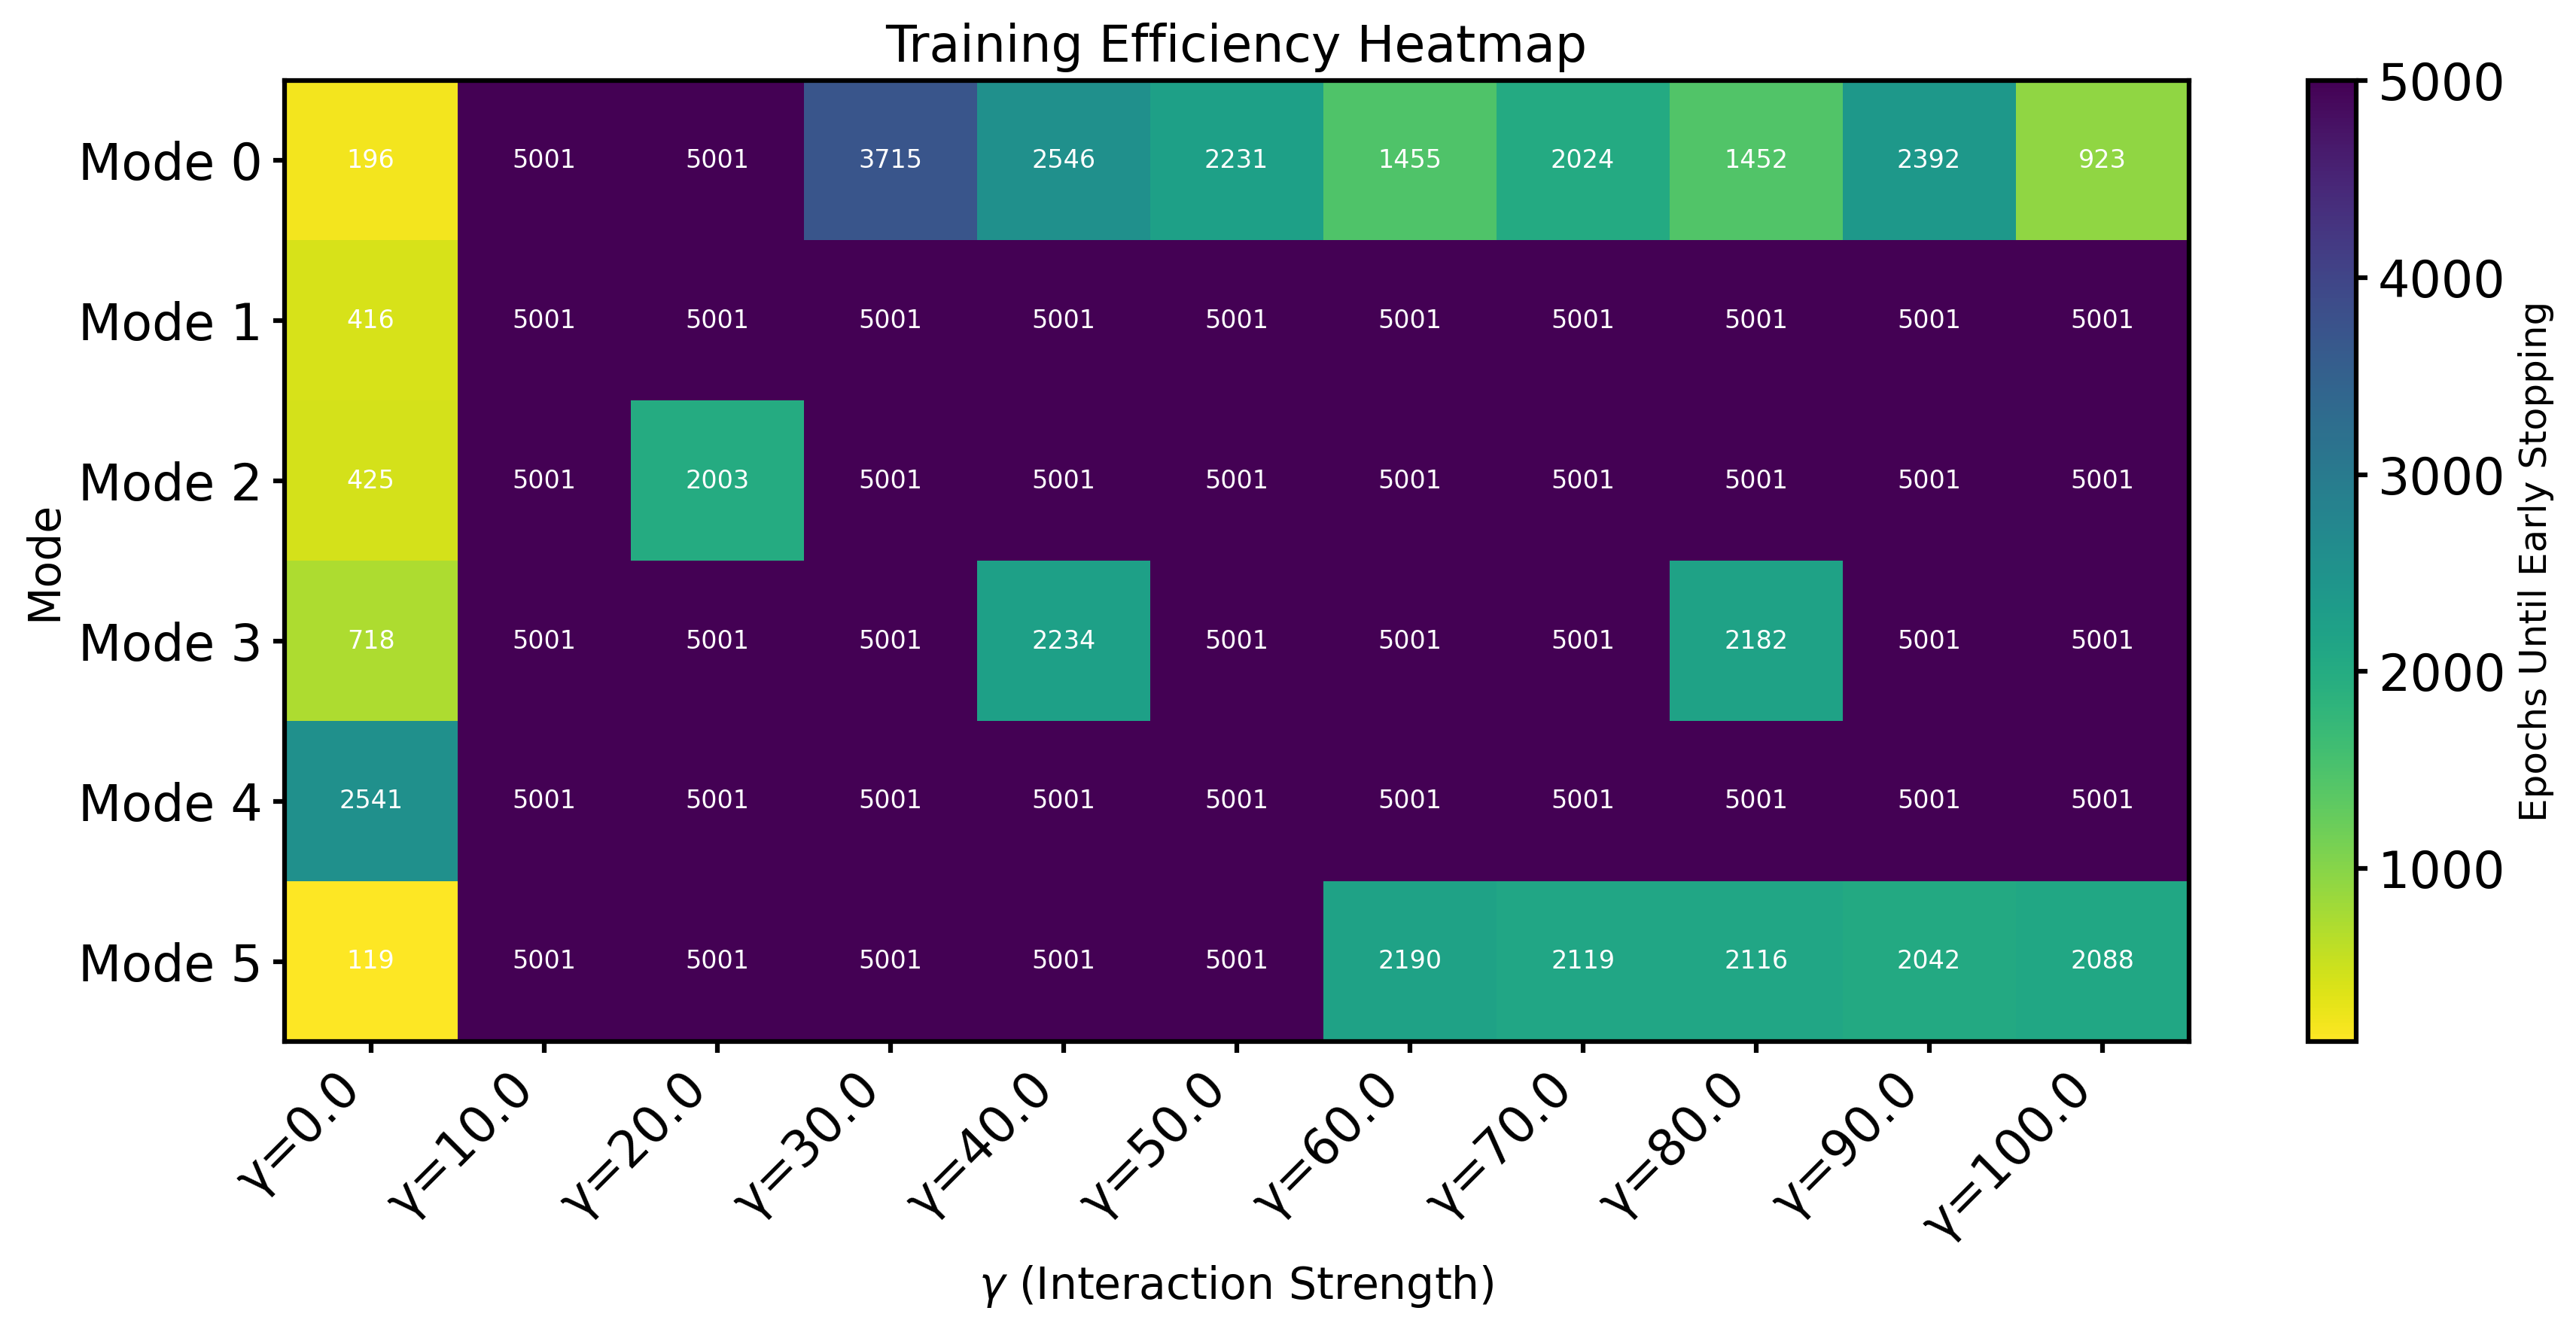 Training Efficiency Heatmap
Mode 0 196 5001 5001 3715 2546 2231 1455 2024 1452 2392 923
Mode 1 416 5001 5001 5001 5001 5001 5001 5001 5001 5001 5001
Mode 2 425 5001 2003 5001 5001 5001 5001 5001 5001 5001 5001
Mode 3 718 5001 5001 5001 2234 5001 5001 5001 2182 5001 5001
Mode 4 2541 5001 5001 5001 5001 5001 5001 5001 5001 5001 5001
Mode 5 119 5001 5001 5001 5001 5001 2190 2119 2116 2042 2088
Mode
γ=0.0 γ=10.0 γ=20.0 γ=30.0 γ=40.0 γ=50.0 γ=60.0 γ=70.0 γ=80.0 γ=90.0 γ=100.0
γ (Interaction Strength)
5000
4000
3000
2000
1000
Epochs Until Early Stopping